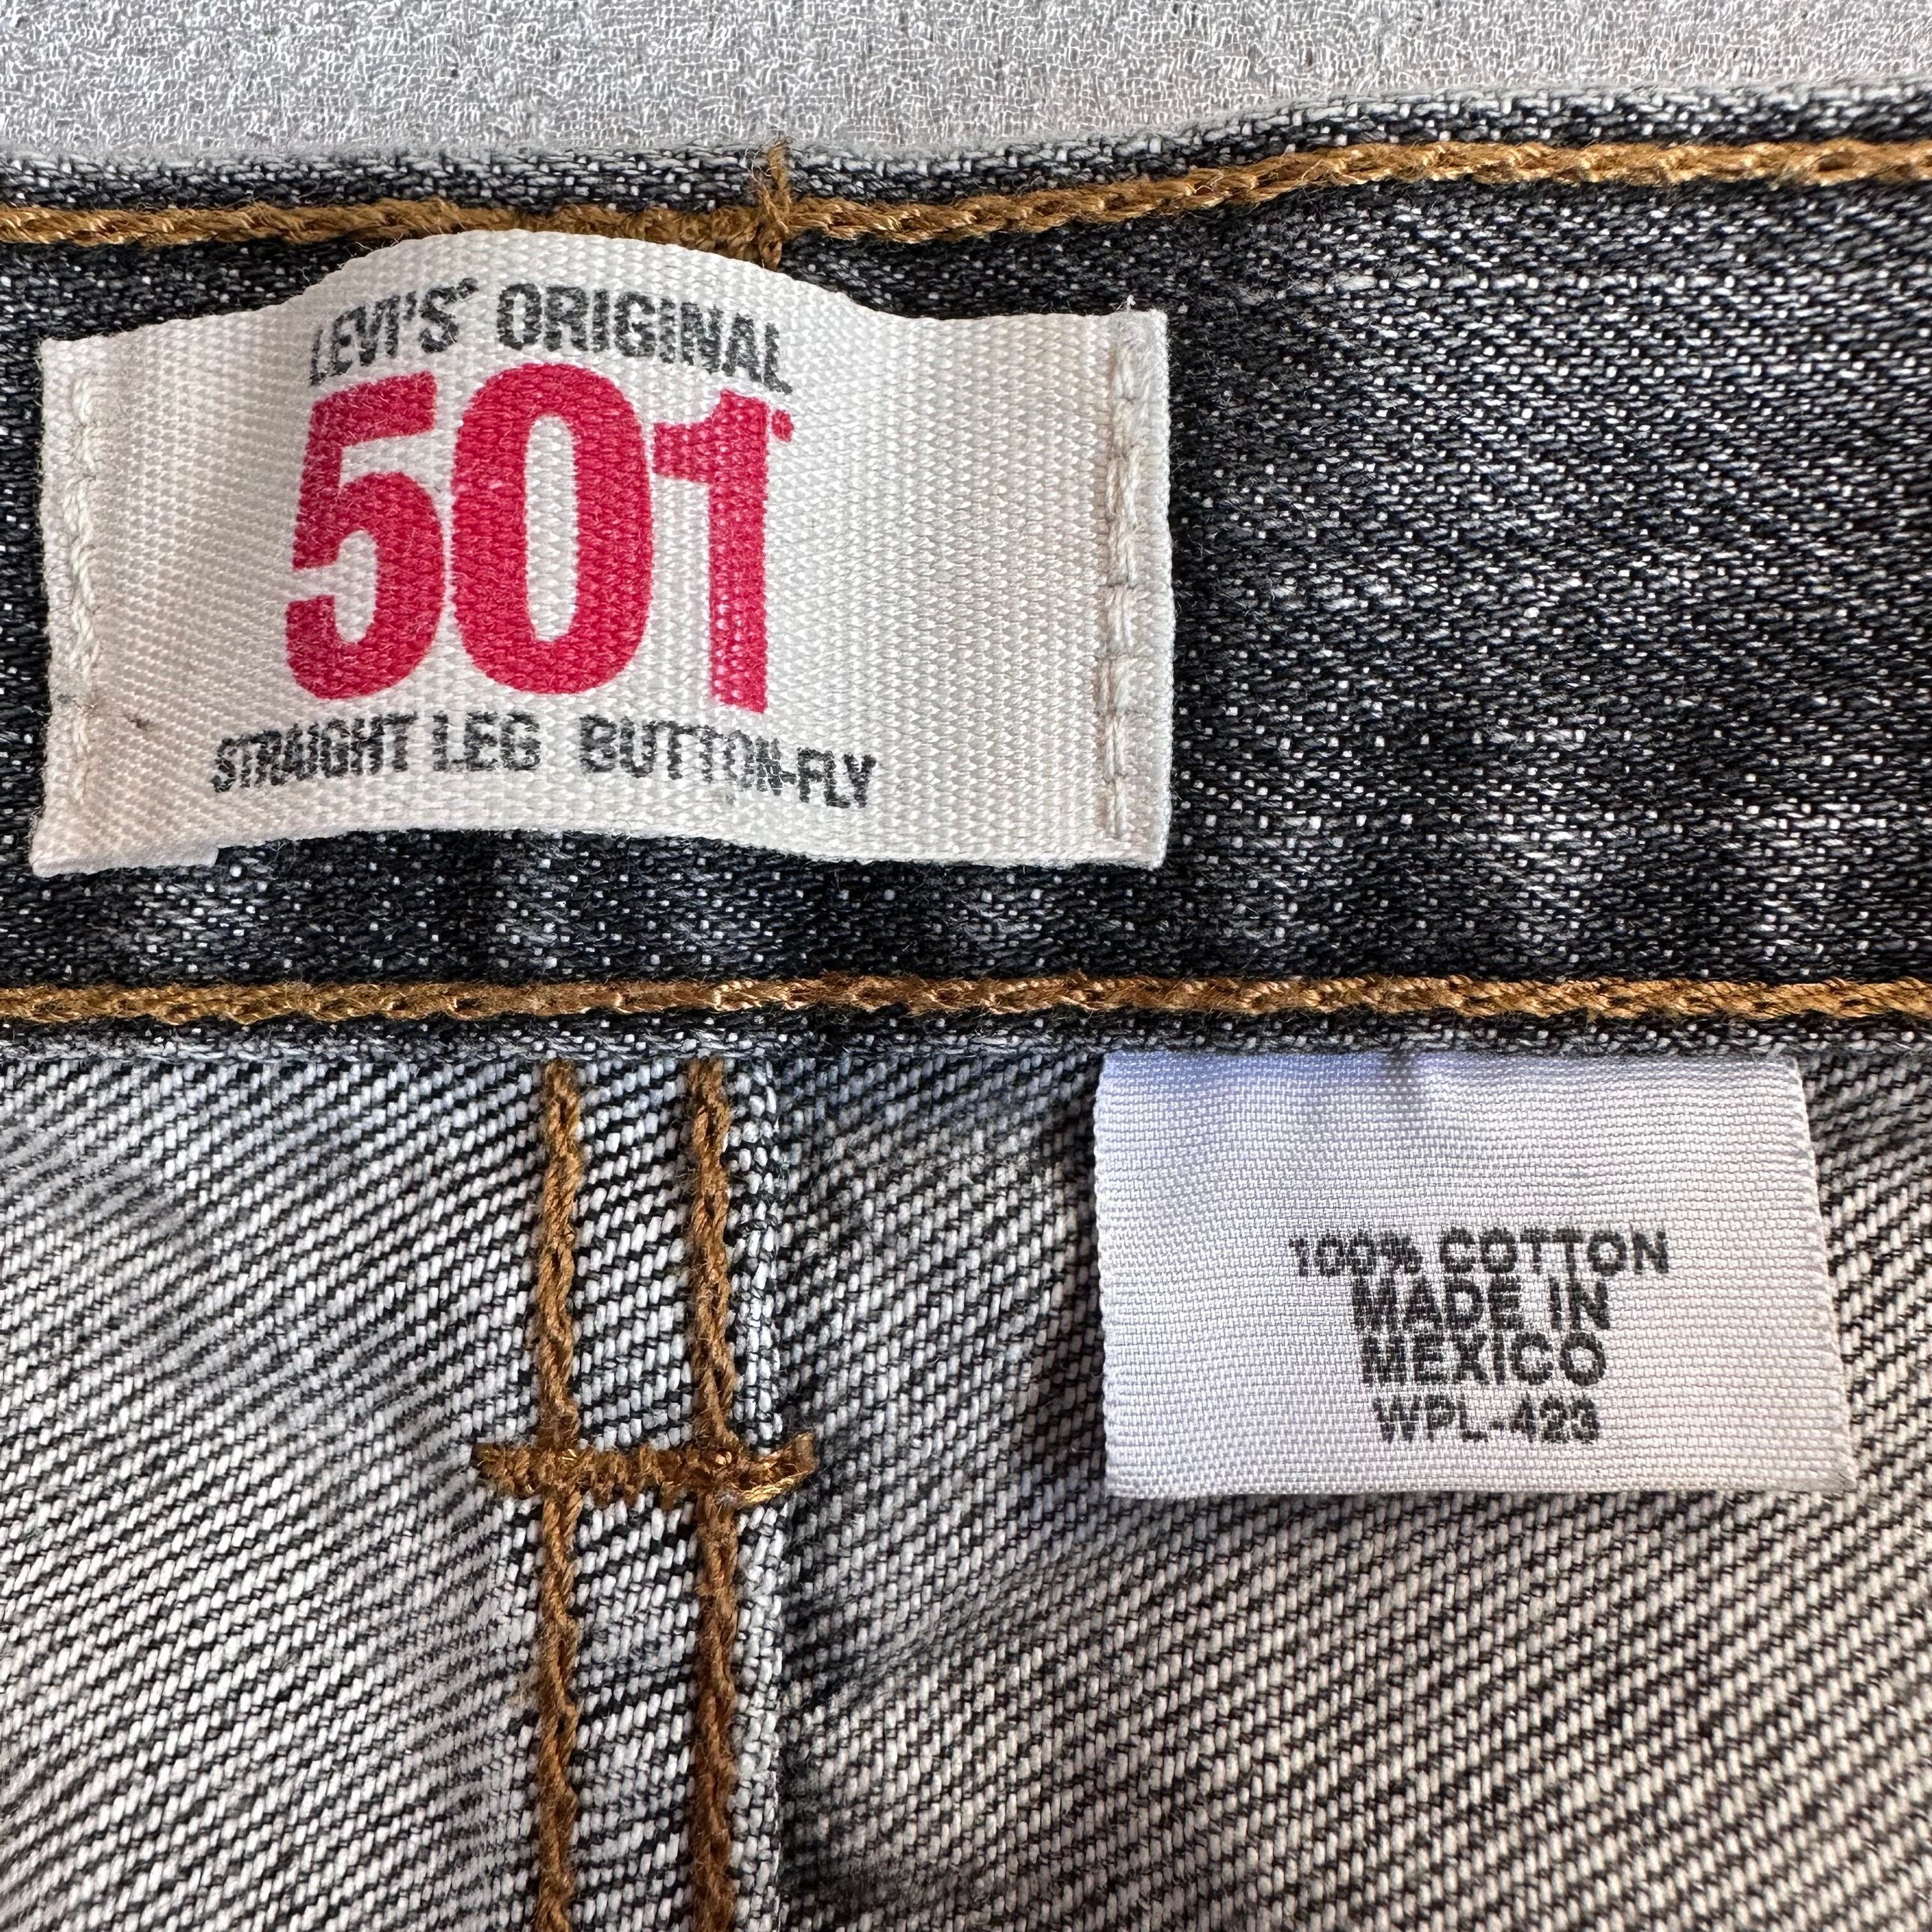 LEVI'S® ORIGINAL
501®
STRAIGHT LEG BUTTON-FLY
100% COTTON
MADE IN
MEXICO
WPL-423